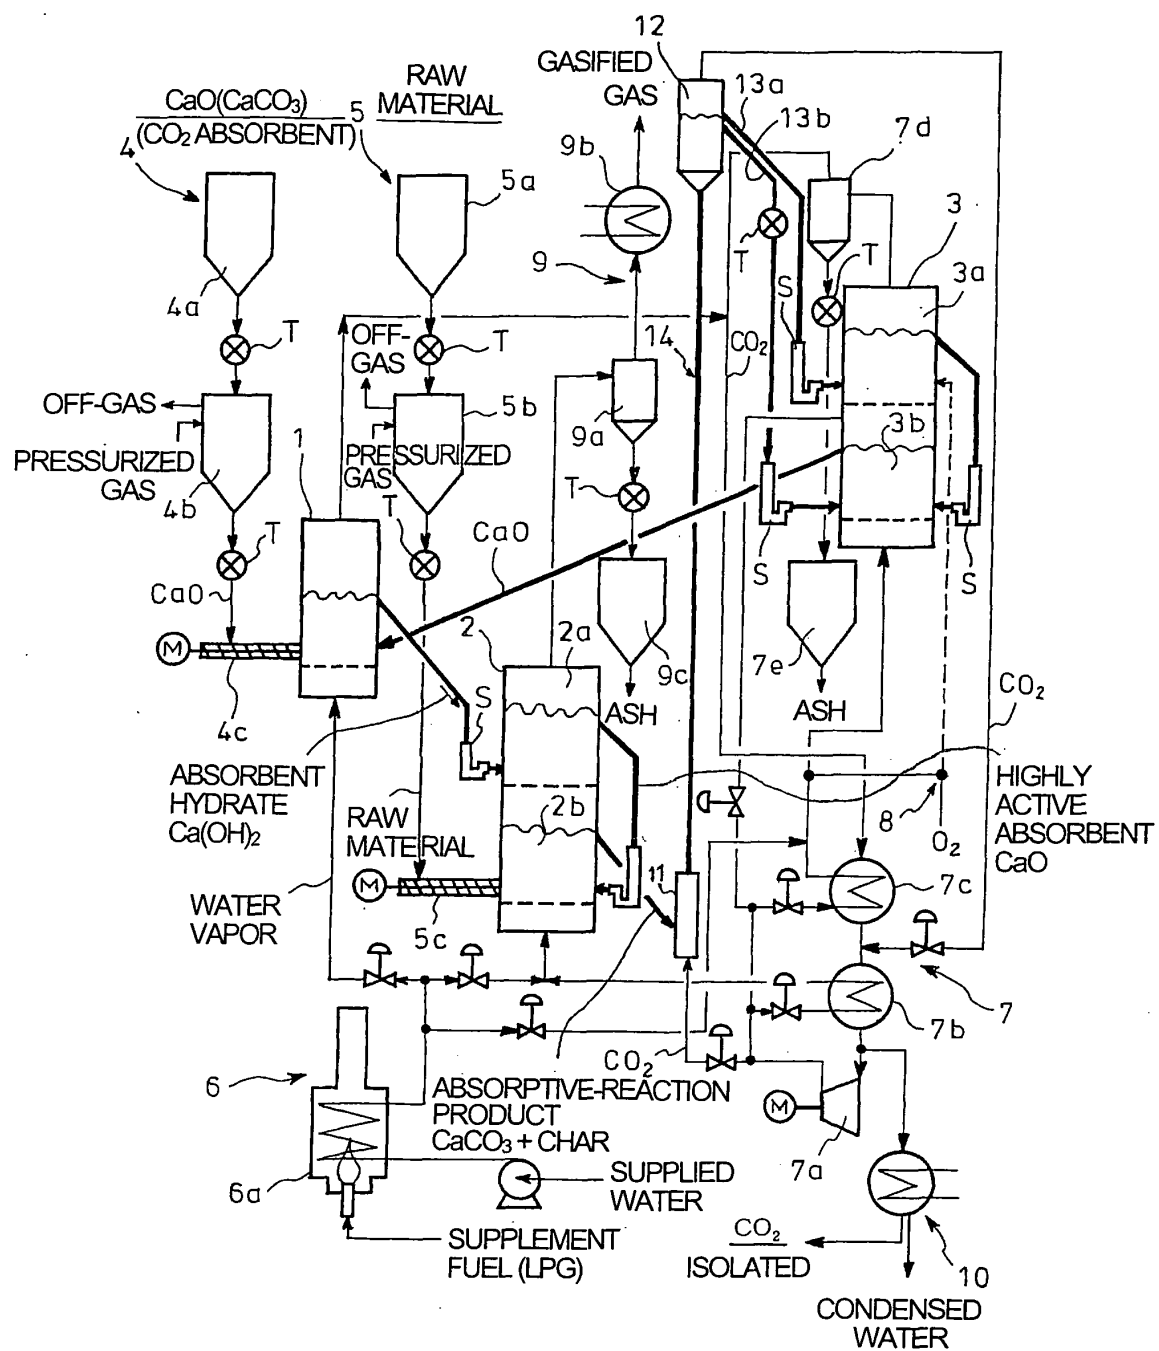 12
GASIFIED
GAS
13a
13b
RAW
MATERIAL
CaO(CaCO3)
(CO2 ABSORBENT)
5
4
7d
9b
5a
3
T
T
9
3a
S
4a
T
T
OFF-
GAS
CO2
14
OFF-GAS
5b
9a
3b
1
PRESSURIZED
GAS
PRESSURIZED
GAS
4b
T
T
T
CaO
S
S
CaO
2
2a
M
9c
7e
4c
S
ASH
ASH
CO2
ABSORBENT
HYDRATE
Ca(OH)2
HIGHLY
ACTIVE
ABSORBENT
CaO
2b
RAW
MATERIAL
8
O2
M
11
7c
WATER
VAPOR
5c
7
7b
CO2
6
ABSORPTIVE-REACTION
PRODUCT
CaCO3 + CHAR
M
7a
6a
SUPPLIED
WATER
CO2
ISOLATED
SUPPLEMENT
FUEL (LPG)
10
CONDENSED
WATER